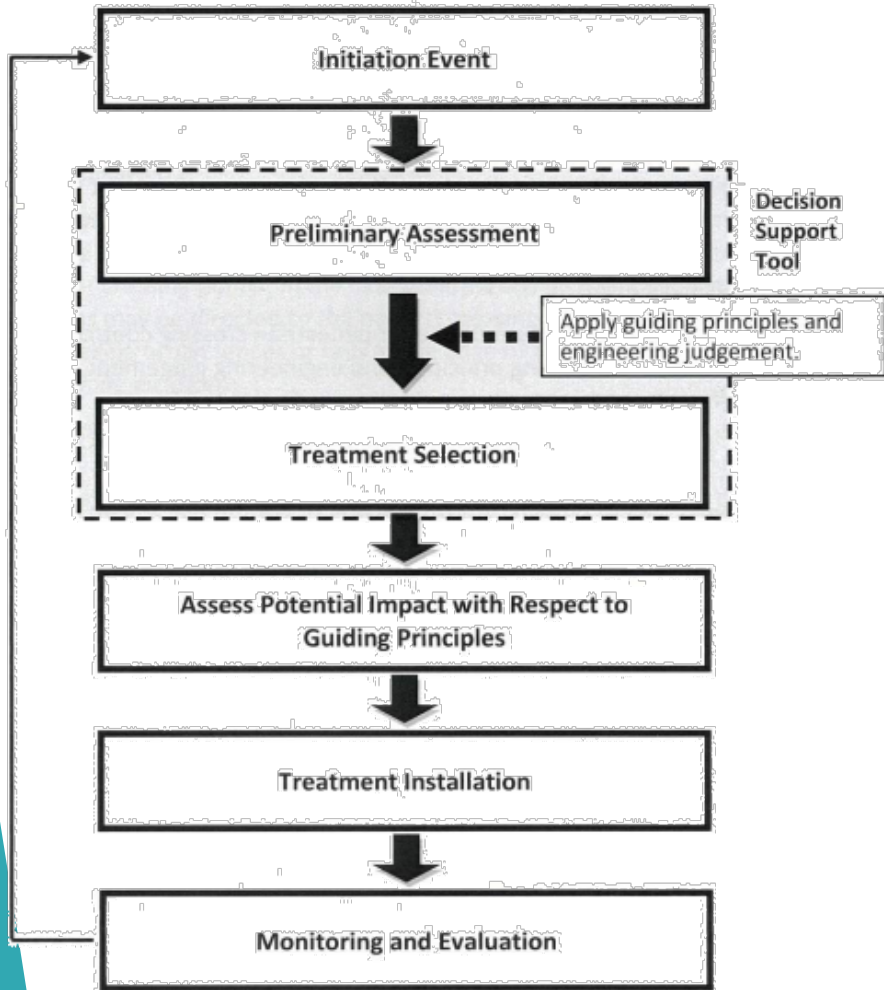 Initiation Event
Preliminary Assessment
Decision
Support
Tool
Apply guiding principles and
engineering judgement.
Treatment Selection
Assess Potential Impact with Respect to
Guiding Principles
Treatment Installation
Monitoring and Evaluation